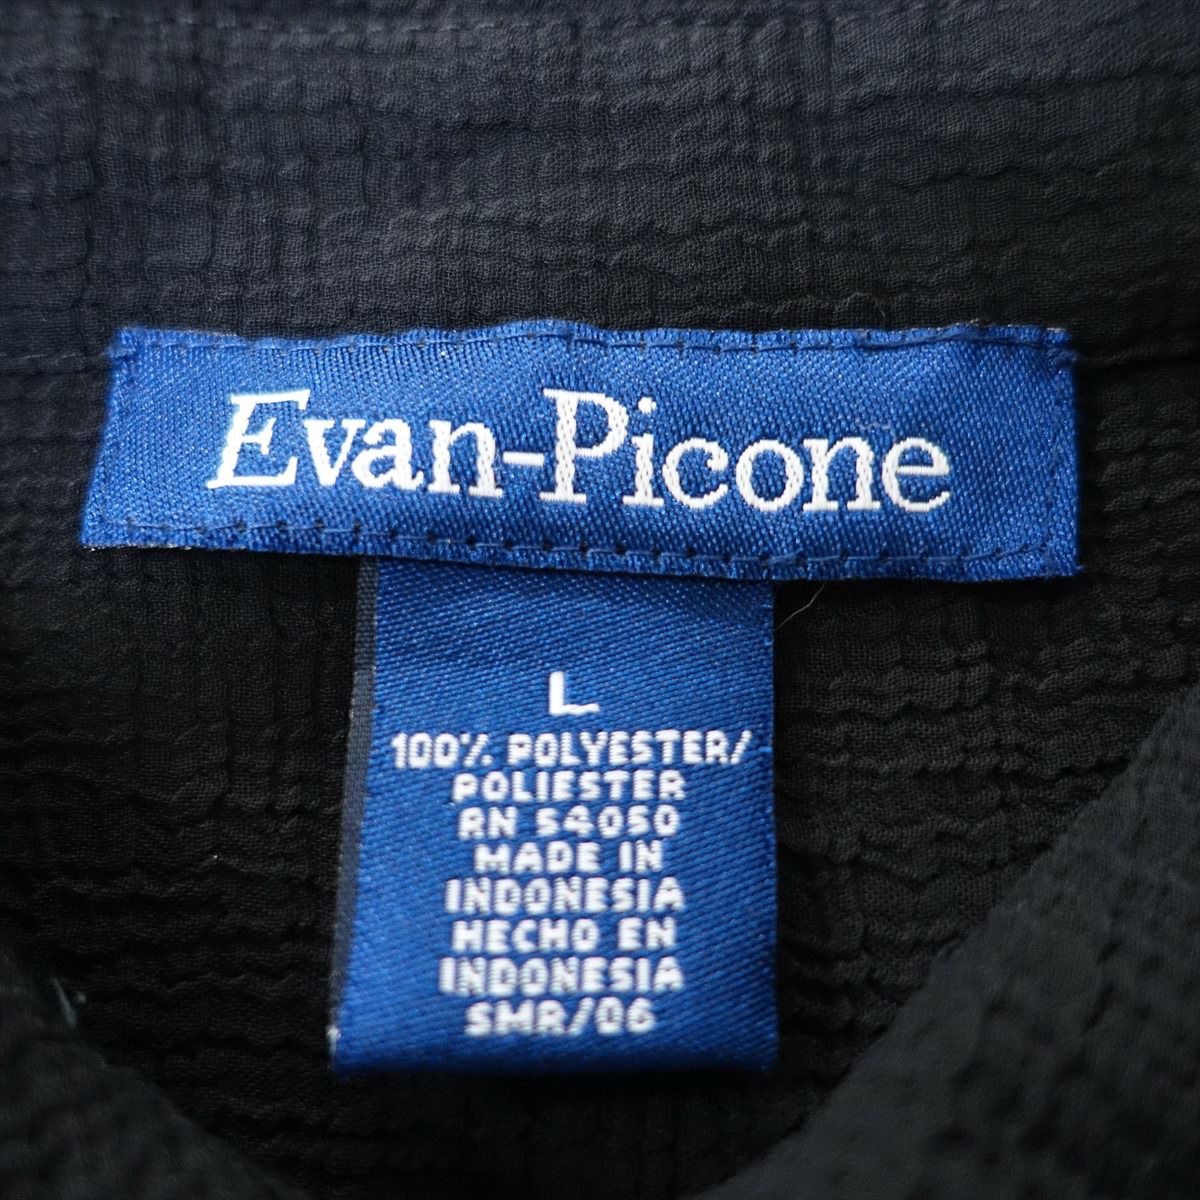 Evan-Picone
L
100% POLYESTER/
POLIESTER
RN 54050
MADE IN
INDONESIA
HECHO EN
INDONESIA
SMR/06